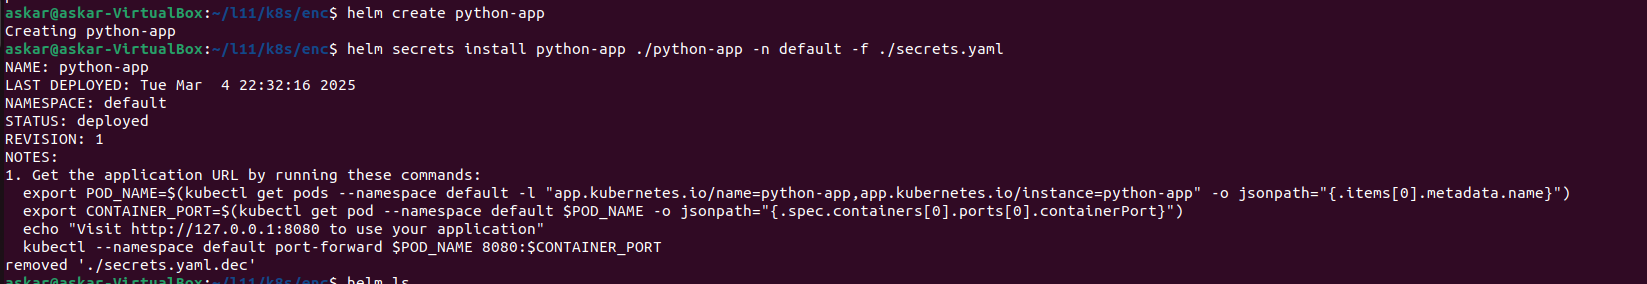 askar@askar-VirtualBox:~/l11/k8s/enc$ helm create python-app
Creating python-app
askar@askar-VirtualBox:~/l11/k8s/enc$ helm secrets install python-app ./python-app -n default -f ./secrets.yaml
NAME: python-app
LAST DEPLOYED: Tue Mar  4 22:32:16 2025
NAMESPACE: default
STATUS: deployed
REVISION: 1
NOTES:
1. Get the application URL by running these commands:
  export POD_NAME=$(kubectl get pods --namespace default -l "app.kubernetes.io/name=python-app,app.kubernetes.io/instance=python-app" -o jsonpath="{.items[0].metadata.name}")
  export CONTAINER_PORT=$(kubectl get pod --namespace default $POD_NAME -o jsonpath="{.spec.containers[0].ports[0].containerPort}")
  echo "Visit http://127.0.0.1:8080 to use your application"
  kubectl --namespace default port-forward $POD_NAME 8080:$CONTAINER_PORT
removed './secrets.yaml.dec'
askar@askar-VirtualBox:~/l11/k8s/enc$ helm ls